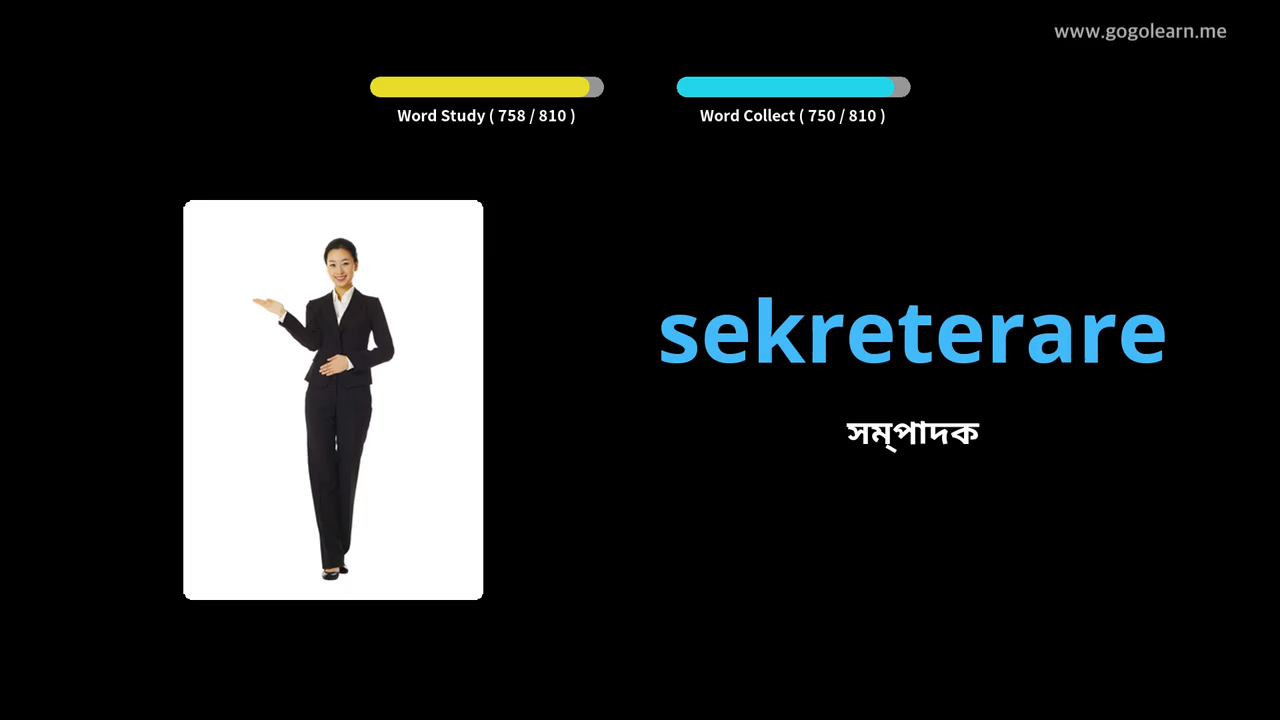 www.gogolearn.me
Word Study ( 758 / 810 )
Word Collect ( 750 / 810 )
sekreterare
সম্পাদক